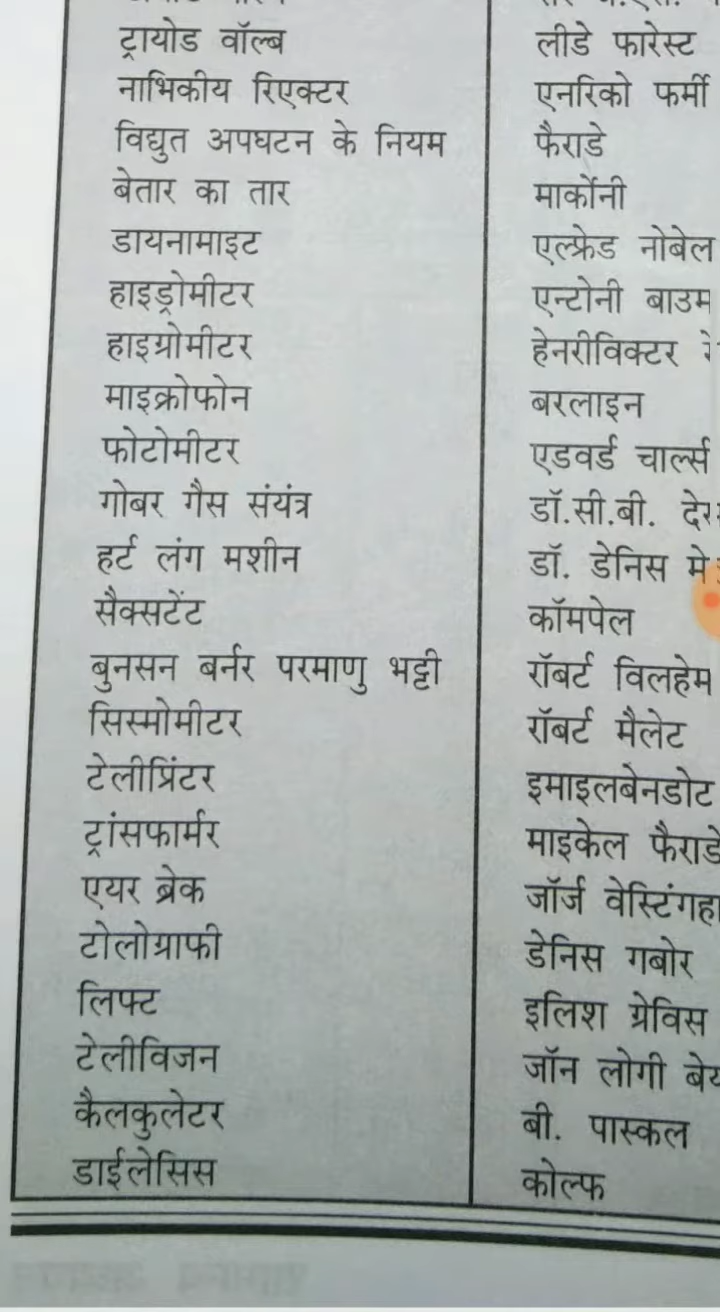 ट्रायोड वॉल्ब लीडे फारेस्ट
नाभिकीय रिएक्टर एनरिको फर्मी
विद्युत अपघटन के नियम फैराडे
बेतार का तार मार्कोनी
डायनामाइट एल्फ्रेड नोबेल
हाइड्रोमीटर एन्टोनी बाउम
हाइग्रोमीटर हेनरीविक्टर
माइक्रोफोन बरलाइन
फोटोमीटर एडवर्ड चार्ल्स
गोबर गैस संयंत्र डॉ.सी.बी.
हर्ट लंग मशीन डॉ. डेनिस
सैक्सटेंट कॉमपेल
बुनसन बर्नर परमाणु भट्टी रॉबर्ट विलहेम
सिस्मोमीटर रॉबर्ट मैलेट
टेलीप्रिंटर इमाइलबेनडोट
ट्रांसफार्मर माइकेल फैराडे
एयर ब्रेक जॉर्ज
टोलोग्राफी डेनिस गबोर
लिफ्ट इलिश ग्रेविस
टेलीविजन जॉन लोगी
कैलकुलेटर बी. पास्कल
डाईलेसिस कोल्फ